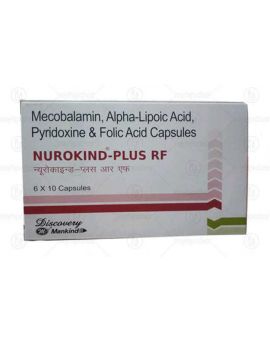 Mecobalamin, Alpha-Lipoic Acid,
Pyridoxine & Folic Acid Capsules
NUROKIND®-PLUS RF
न्यूरोकाइन्ड-प्लस आर एफ
6 X 10 Capsules
Discovery
Mankind